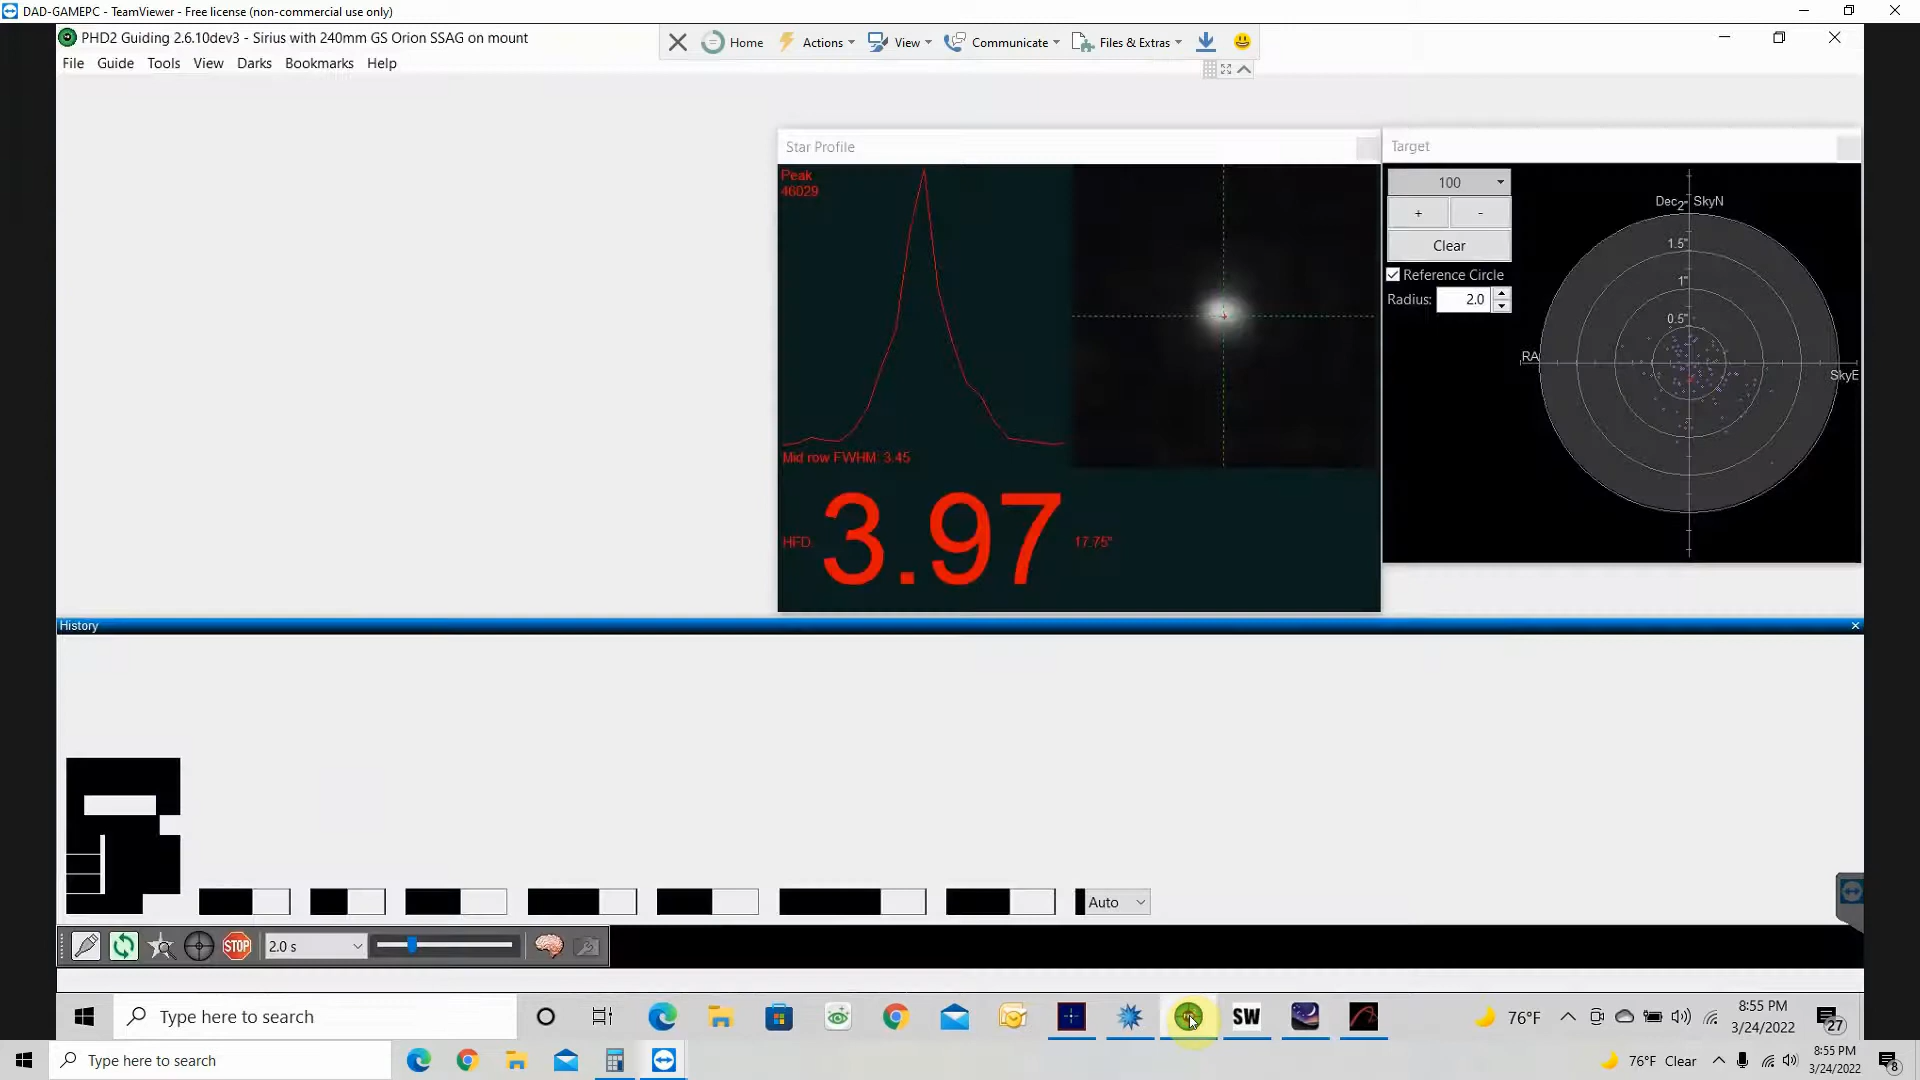 DAD-GAMEPC - TeamViewer - Free license (non-commercial use only)
PHD2 Guiding 2.6.10dev3 - Sirius with 240mm GS Orion SSAG on mount
Home
Actions
View
Communicate
Files & Extras
File
Guide
Tools
View
Darks
Bookmarks
Help
Star Profile
Target
Peak
46029
Mid row FWHM: 3.45
HFD:
3.97
17.75"
100
+
-
Clear
Reference Circle
Radius:
2.0
Dec
2"
SkyN
1.5"
1"
0.5"
RA
SkyE
History
Auto
STOP
2.0 s
Type here to search
SW
76°F
8:55 PM
3/24/2022
27
Type here to search
76°F Clear
8:55 PM
3/24/2022
8